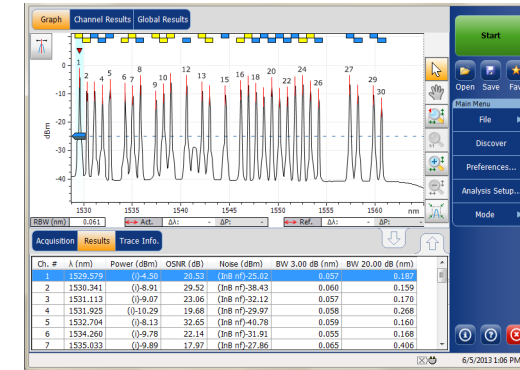 Graph Channel Results Global Results
Start
Open Save Fav
Main Menu
File
Discover
Preferences...
Analysis Setup...
Mode
1 2 4 5 6 7 8 9 10 12 13 15 16 18 20 22 24 26 27 29 30
0
-10
-20
-30
-40
dBm
1530 1535 1540 1545 1550 1555 1560 nm
RBW (nm) 0.061 Act. Δλ: - ΔP: - Ref. Δλ: - ΔP: -
Acquisition Results Trace Info.
Ch. # λ (nm) Power (dBm) OSNR (dB) Noise (dBm) BW 3.00 dB (nm) BW 20.00 dB (nm)
1 1529.579 (i)-4.50 20.53 (InB nf)-25.02 0.057 0.187
2 1530.341 (i)-8.91 29.52 (InB nf)-38.43 0.060 0.159
3 1531.113 (i)-9.07 23.06 (InB nf)-32.12 0.057 0.170
4 1531.925 (i)-10.29 19.68 (InB nf)-29.97 0.058 0.268
5 1532.704 (i)-8.13 32.65 (InB nf)-40.78 0.059 0.160
6 1534.260 (i)-9.78 22.14 (InB nf)-31.91 0.055 0.168
7 1535.033 (i)-9.89 17.97 (InB nf)-27.86 0.065 0.406
6/5/2013 1:06 PM